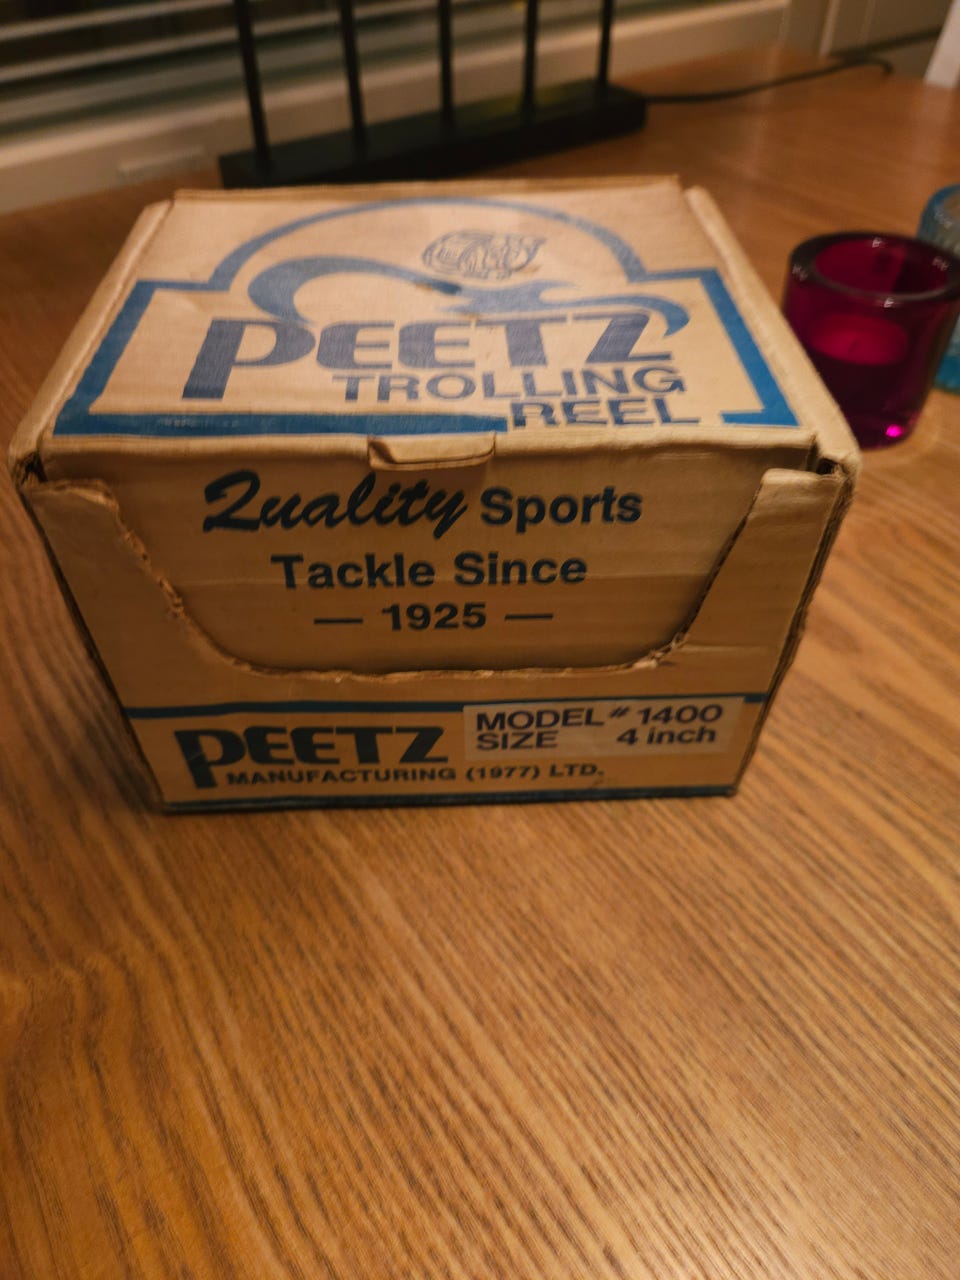 PEETZ
TROLLING
REEL
Quality Sports
Tackle Since
— 1925 —
PEETZ
MODEL # 1400
SIZE 4 inch
MANUFACTURING (1977) LTD.